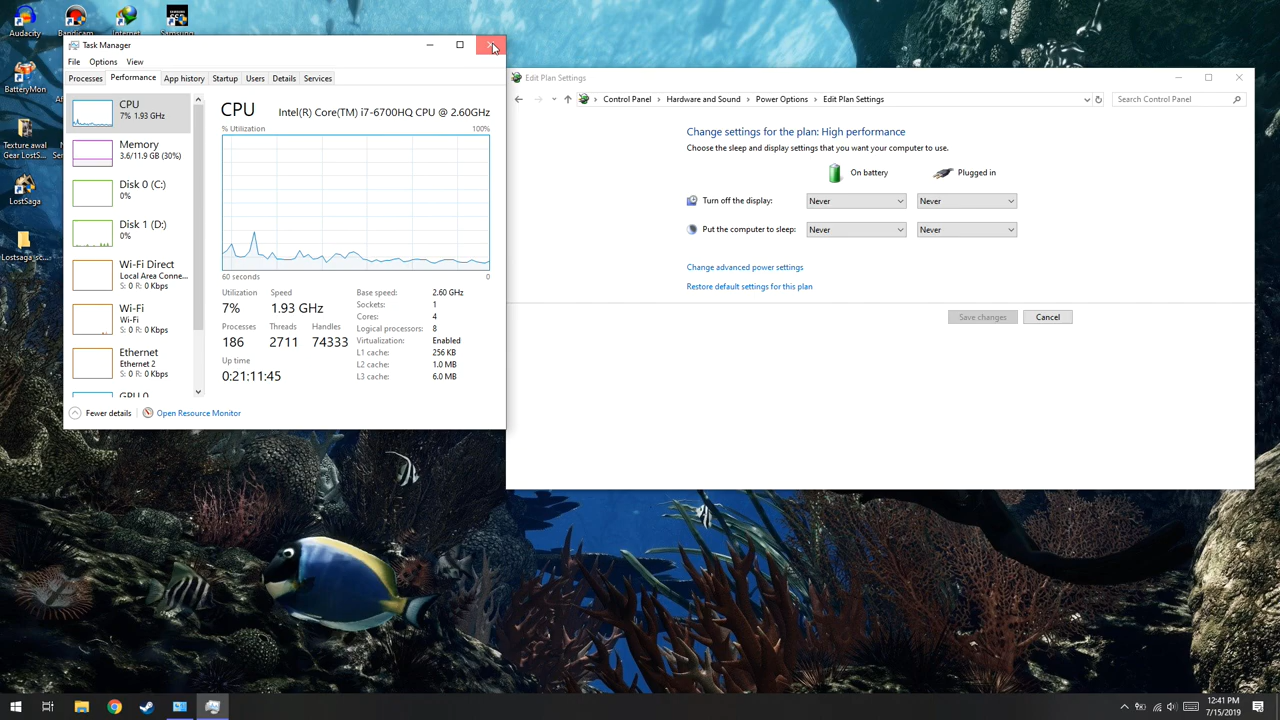 Audacity
Bandicam
Internet
Samsung
BatteryMon
Texture awal
Gear LostS...
LostSaga
Lostsaga_sc...
Task Manager
File Options View
Processes Performance App history Startup Users Details Services
CPU
7% 1.93 GHz
Memory
3.6/11.9 GB (30%)
Disk 0 (C:)
0%
Disk 1 (D:)
0%
Wi-Fi Direct
Local Area Conne...
S: 0 R: 0 Kbps
Wi-Fi
Wi-Fi
S: 0 R: 0 Kbps
Ethernet
Ethernet 2
S: 0 R: 0 Kbps
GPU 0
CPU Intel(R) Core(TM) i7-6700HQ CPU @ 2.60GHz
% Utilization 100%
60 seconds 0
Utilization Speed
7% 1.93 GHz
Processes Threads Handles
186 2711 74333
Up time
0:21:11:45
Base speed: 2.60 GHz
Sockets: 1
Cores: 4
Logical processors: 8
Virtualization: Enabled
L1 cache: 256 KB
L2 cache: 1.0 MB
L3 cache: 6.0 MB
Fewer details Open Resource Monitor
Edit Plan Settings
Control Panel Hardware and Sound Power Options Edit Plan Settings
Search Control Panel
Change settings for the plan: High performance
Choose the sleep and display settings that you want your computer to use.
On battery Plugged in
Turn off the display: Never Never
Put the computer to sleep: Never Never
Change advanced power settings
Restore default settings for this plan
Save changes Cancel
12:41 PM
7/15/2019